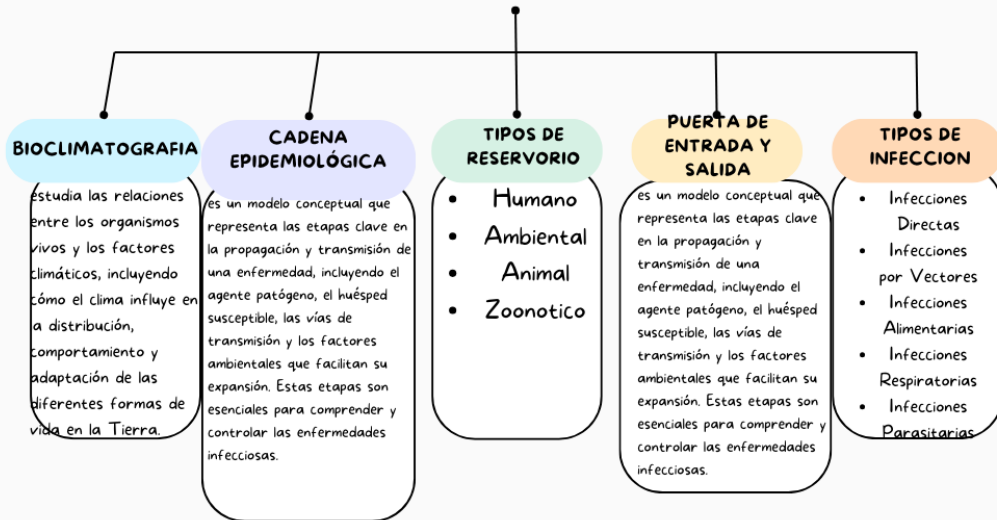 BIOCLIMATOGRAFIA
estudia las relaciones
entre los organismos
vivos y los factores
climáticos, incluyendo
cómo el clima influye en
la distribución,
comportamiento y
adaptación de las
diferentes formas de
vida en la Tierra.
CADENA
EPIDEMIOLÓGICA
es un modelo conceptual que
representa las etapas clave en
la propagación y transmisión de
una enfermedad, incluyendo el
agente patógeno, el huésped
susceptible, las vías de
transmisión y los factores
ambientales que facilitan su
expansión. Estas etapas son
esenciales para comprender y
controlar las enfermedades
infecciosas.
TIPOS DE
RESERVORIO
• Humano
• Ambiental
• Animal
• Zoonotico
PUERTA DE
ENTRADA Y
SALIDA
es un modelo conceptual que
representa las etapas clave
en la propagación y
transmisión de una
enfermedad, incluyendo el
agente patógeno, el huésped
susceptible, las vías de
transmisión y los factores
ambientales que facilitan su
expansión. Estas etapas son
esenciales para comprender y
controlar las enfermedades
infecciosas.
TIPOS DE
INFECCION
• Infecciones
Directas
• Infecciones
por Vectores
• Infecciones
Alimentarias
• Infecciones
Respiratorias
• Infecciones
Parasitarias